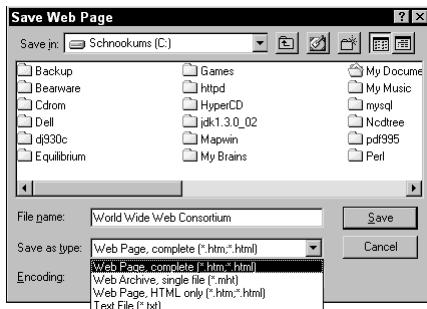 Save Web Page
Save in: Schnookums (C:)
Backup Games My Docume
Bearware httpd My Music
Cdrom HyperCD mysql
Dell jdk1.3.0_02 Ncdtree
dj930c Mapwin pdf995
Equilibrium My Brains Perl
File name: World Wide Web Consortium Save
Save as type: Web Page, complete (*.htm;*.html) Cancel
Web Page, complete (*.htm;*.html)
Encoding: Web Archive, single file (*.mht)
Web Page, HTML only (*.htm;*.html)
Text File (*.txt)